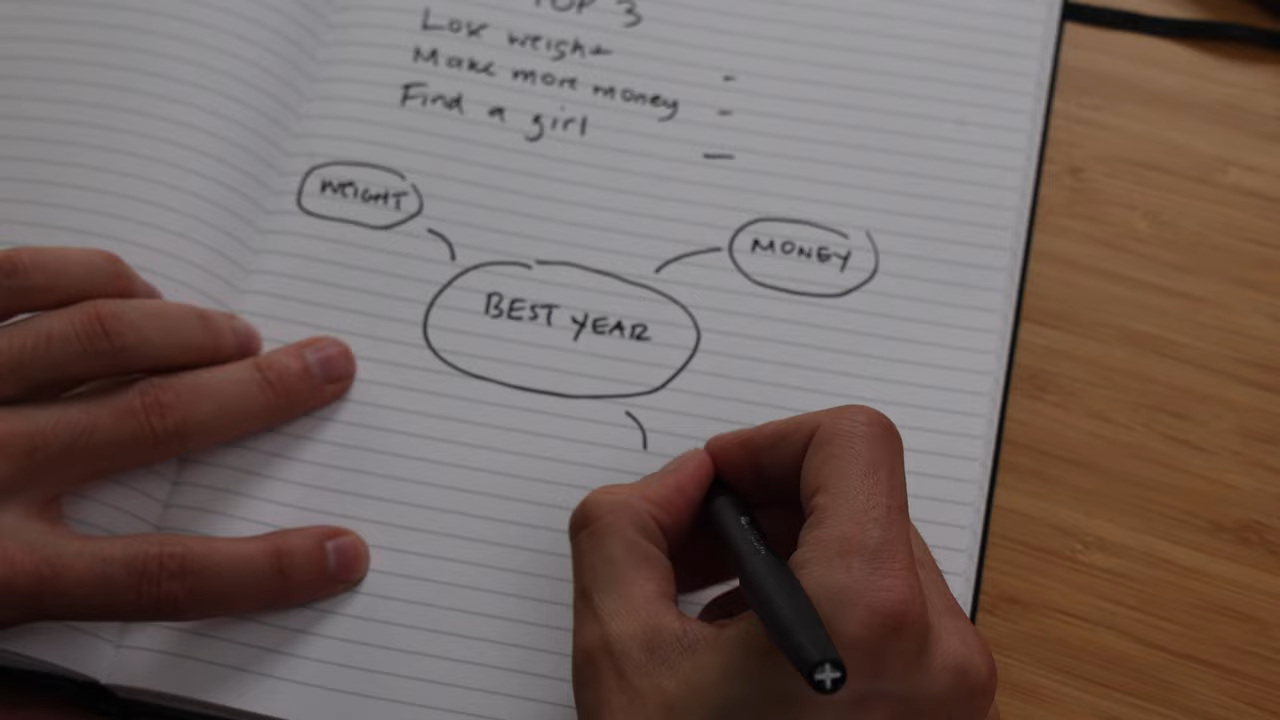 TOP 3
Lose weight
Make more money
Find a girl
WEIGHT
MONEY
BEST YEAR